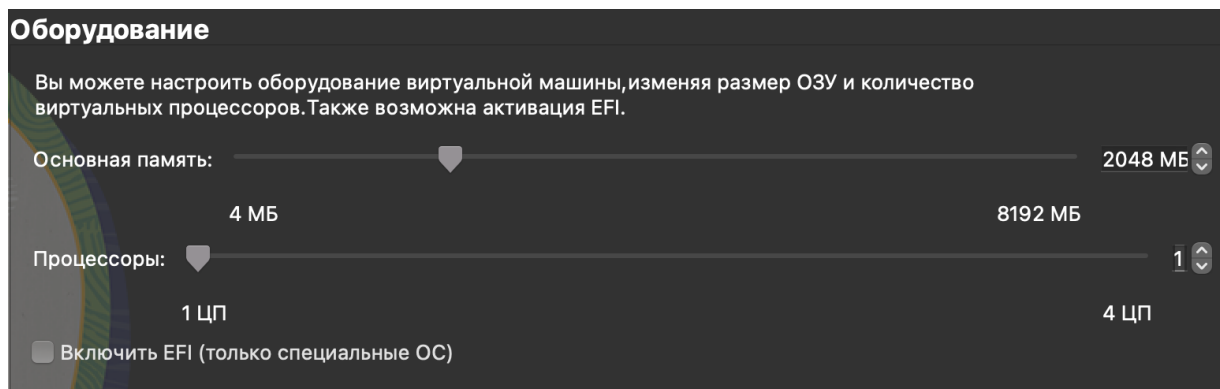 Оборудование
Вы можете настроить оборудование виртуальной машины,изменяя размер ОЗУ и количество
виртуальных процессоров.Также возможна активация EFI.
Основная память: 2048 МБ
4 МБ 8192 МБ
Процессоры: 1
1 ЦП 4 ЦП
Включить EFI (только специальные ОС)